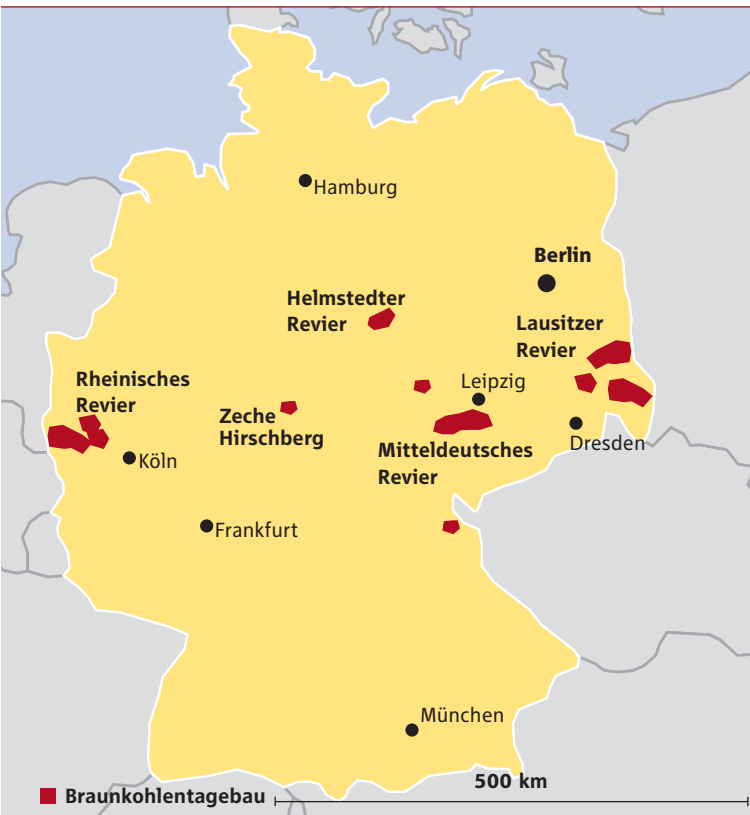 Hamburg
Berlin
Helmstedter
Revier
Lausitzer
Revier
Rheinisches
Revier
Leipzig
Zeche
Hirschberg
Dresden
Mitteldeutsches
Revier
Köln
Frankfurt
München
500 km
Braunkohlentagebau